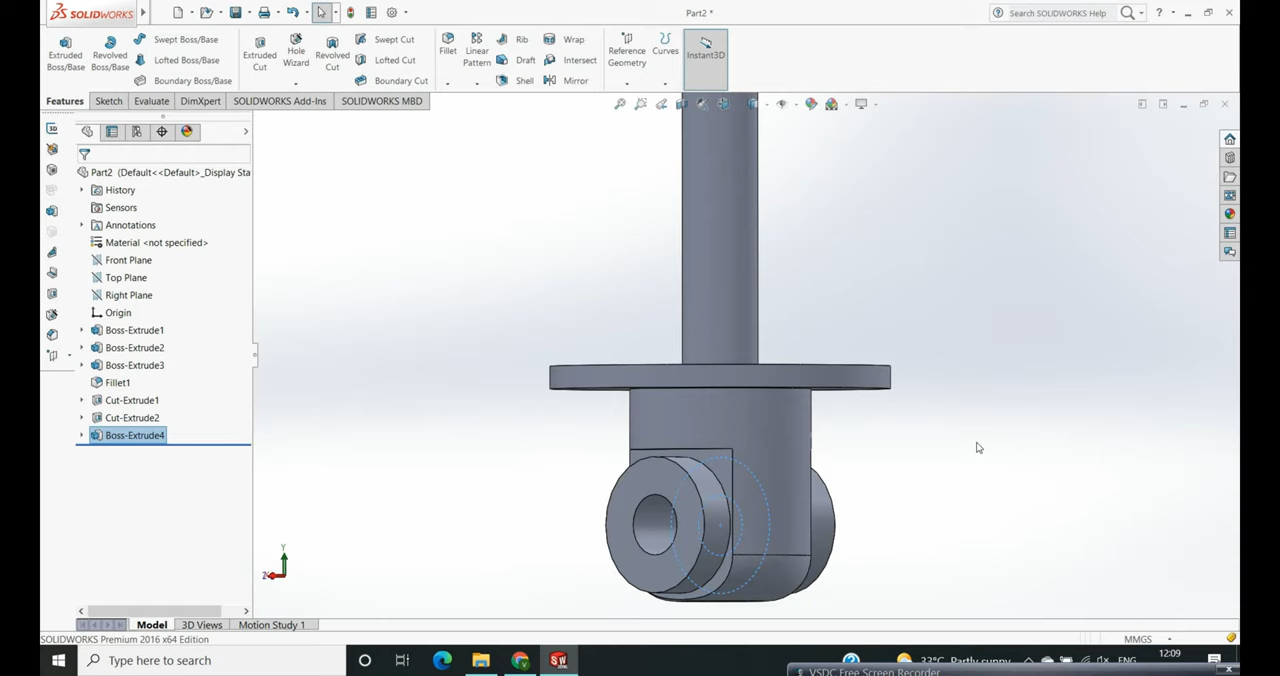 SOLIDWORKS
Part2 *
Search SOLIDWORKS Help
Extruded Boss/Base
Revolved Boss/Base
Swept Boss/Base
Lofted Boss/Base
Boundary Boss/Base
Extruded Cut
Hole Wizard
Revolved Cut
Swept Cut
Lofted Cut
Boundary Cut
Fillet
Linear Pattern
Rib
Draft
Shell
Wrap
Intersect
Mirror
Reference Geometry
Curves
Instant3D
Features Sketch Evaluate DimXpert SOLIDWORKS Add-Ins SOLIDWORKS MBD
Part2 (Default<<Default>_Display Sta
History
Sensors
Annotations
Material <not specified>
Front Plane
Top Plane
Right Plane
Origin
Boss-Extrude1
Boss-Extrude2
Boss-Extrude3
Fillet1
Cut-Extrude1
Cut-Extrude2
Boss-Extrude4
Y
Z
Model 3D Views Motion Study 1
SOLIDWORKS Premium 2016 x64 Edition
MMGS
Type here to search
33°C Partly sunny
ENG
12:09
VSDC Free Screen Recorder